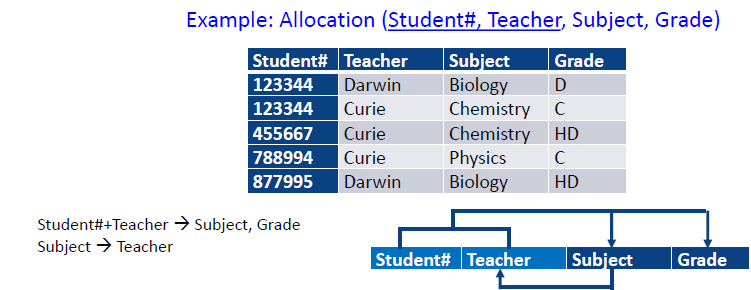 Example: Allocation (Student#, Teacher, Subject, Grade)
Student# Teacher Subject Grade
123344 Darwin Biology D
123344 Curie Chemistry C
455667 Curie Chemistry HD
788994 Curie Physics C
877995 Darwin Biology HD
Student#+Teacher → Subject, Grade
Subject → Teacher
Student# Teacher Subject Grade